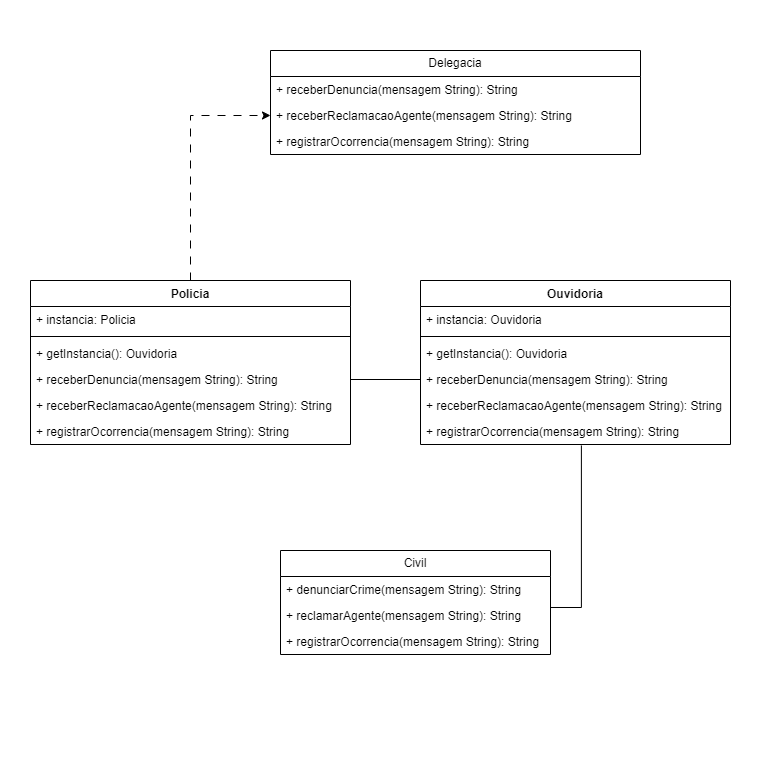 Delegacia
+ receberDenuncia(mensagem String): String
+ receberReclamacaoAgente(mensagem String): String
+ registrarOcorrencia(mensagem String): String
Policia
+ instancia: Policia
+ getInstancia(): Ouvidoria
+ receberDenuncia(mensagem String): String
+ receberReclamacaoAgente(mensagem String): String
+ registrarOcorrencia(mensagem String): String
Ouvidoria
+ instancia: Ouvidoria
+ getInstancia(): Ouvidoria
+ receberDenuncia(mensagem String): String
+ receberReclamacaoAgente(mensagem String): String
+ registrarOcorrencia(mensagem String): String
Civil
+ denunciarCrime(mensagem String): String
+ reclamarAgente(mensagem String): String
+ registrarOcorrencia(mensagem String): String